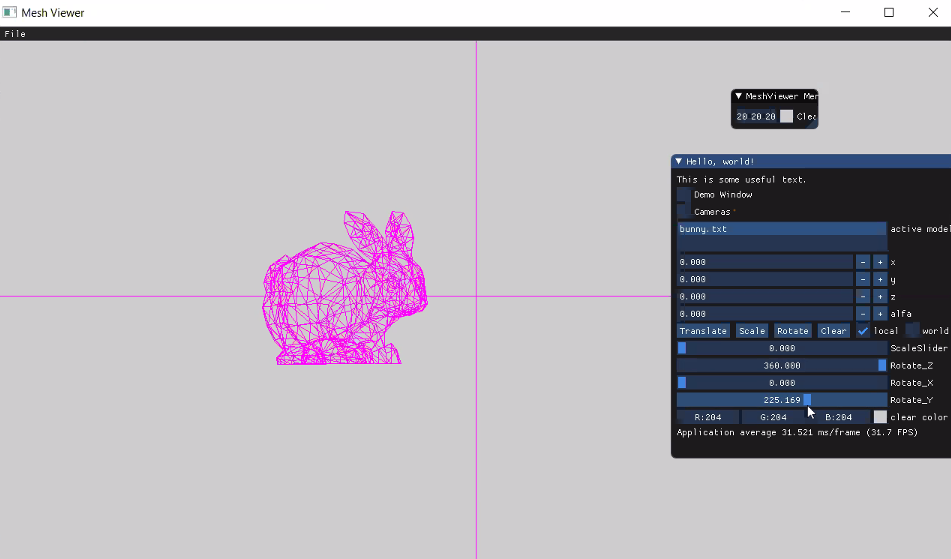 Mesh Viewer
File
MeshViewer Mer
20 20 20 Clea
Hello, world!
This is some useful text.
Demo Window
Cameras
bunny.txt active model
0.000 - + x
0.000 - + y
0.000 - + z
0.000 - + alfa
Translate Scale Rotate Clear local world
0.000 ScaleSlider
360.000 Rotate_Z
0.000 Rotate_X
225.169 Rotate_Y
R:204 G:204 B:204 clear color
Application average 31.521 ms/frame (31.7 FPS)